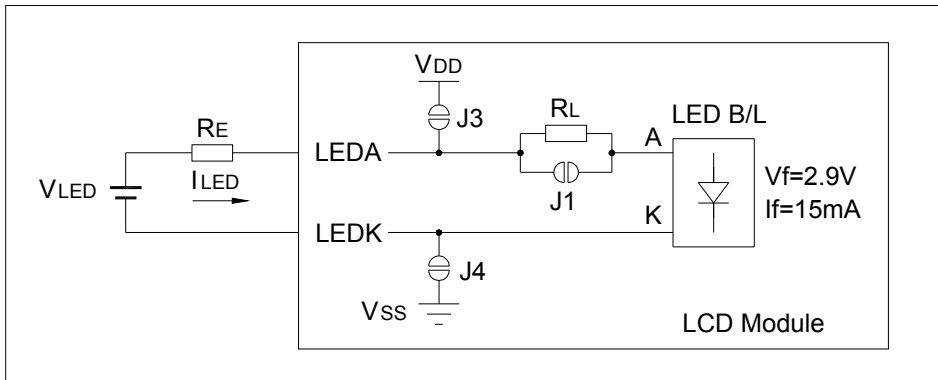 VDD
J3
RL
LED B/L
RE
LEDA
A
ILED
J1
Vf=2.9V
VLED
If=15mA
LEDK
K
J4
VSS
LCD Module